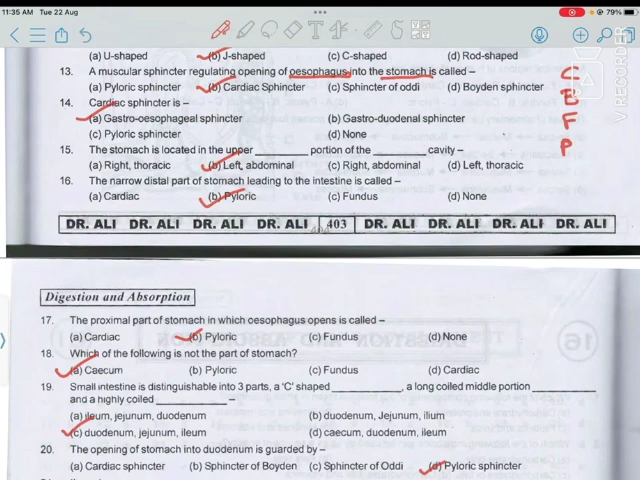 11:35 AM Tue 22 Aug
79%
(a) U-shaped (b) J-shaped (c) C-shaped (d) Rod-shaped
13. A muscular sphincter regulating opening of oesophagus into the stomach is called –
(a) Pyloric sphincter (b) Cardiac Sphincter (c) Sphincter of oddi (d) Boyden sphincter
14. Cardiac sphincter is –
(a) Gastro-oesophageal sphincter (b) Gastro-duodenal sphincter
(c) Pyloric sphincter (d) None
15. The stomach is located in the upper ________ portion of the ________ cavity –
(a) Right, thoracic (b) Left, abdominal (c) Right, abdominal (d) Left, thoracic
16. The narrow distal part of stomach leading to the intestine is called –
(a) Cardiac (b) Pyloric (c) Fundus (d) None
C
B
F
P
V RECORDER
DR. ALI DR. ALI DR. ALI DR. ALI 403 DR. ALI DR. ALI DR. ALI DR. ALI
Digestion and Absorption
17. The proximal part of stomach in which oesophagus opens is called –
(a) Cardiac (b) Pyloric (c) Fundus (d) None
18. Which of the following is not the part of stomach?
(a) Caecum (b) Pyloric (c) Fundus (d) Cardiac
19. Small intestine is distinguishable into 3 parts, a 'C' shaped ________, a long coiled middle portion ________
and a highly coiled ________ –
(a) ileum, jejunum, duodenum (b) duodenum, Jejunum, ilium
(c) duodenum, jejunum, ileum (d) caecum, duodenum, ileum
20. The opening of stomach into duodenum is guarded by –
(a) Cardiac sphincter (b) Sphincter of Boyden (c) Sphincter of Oddi (d) Pyloric sphincter